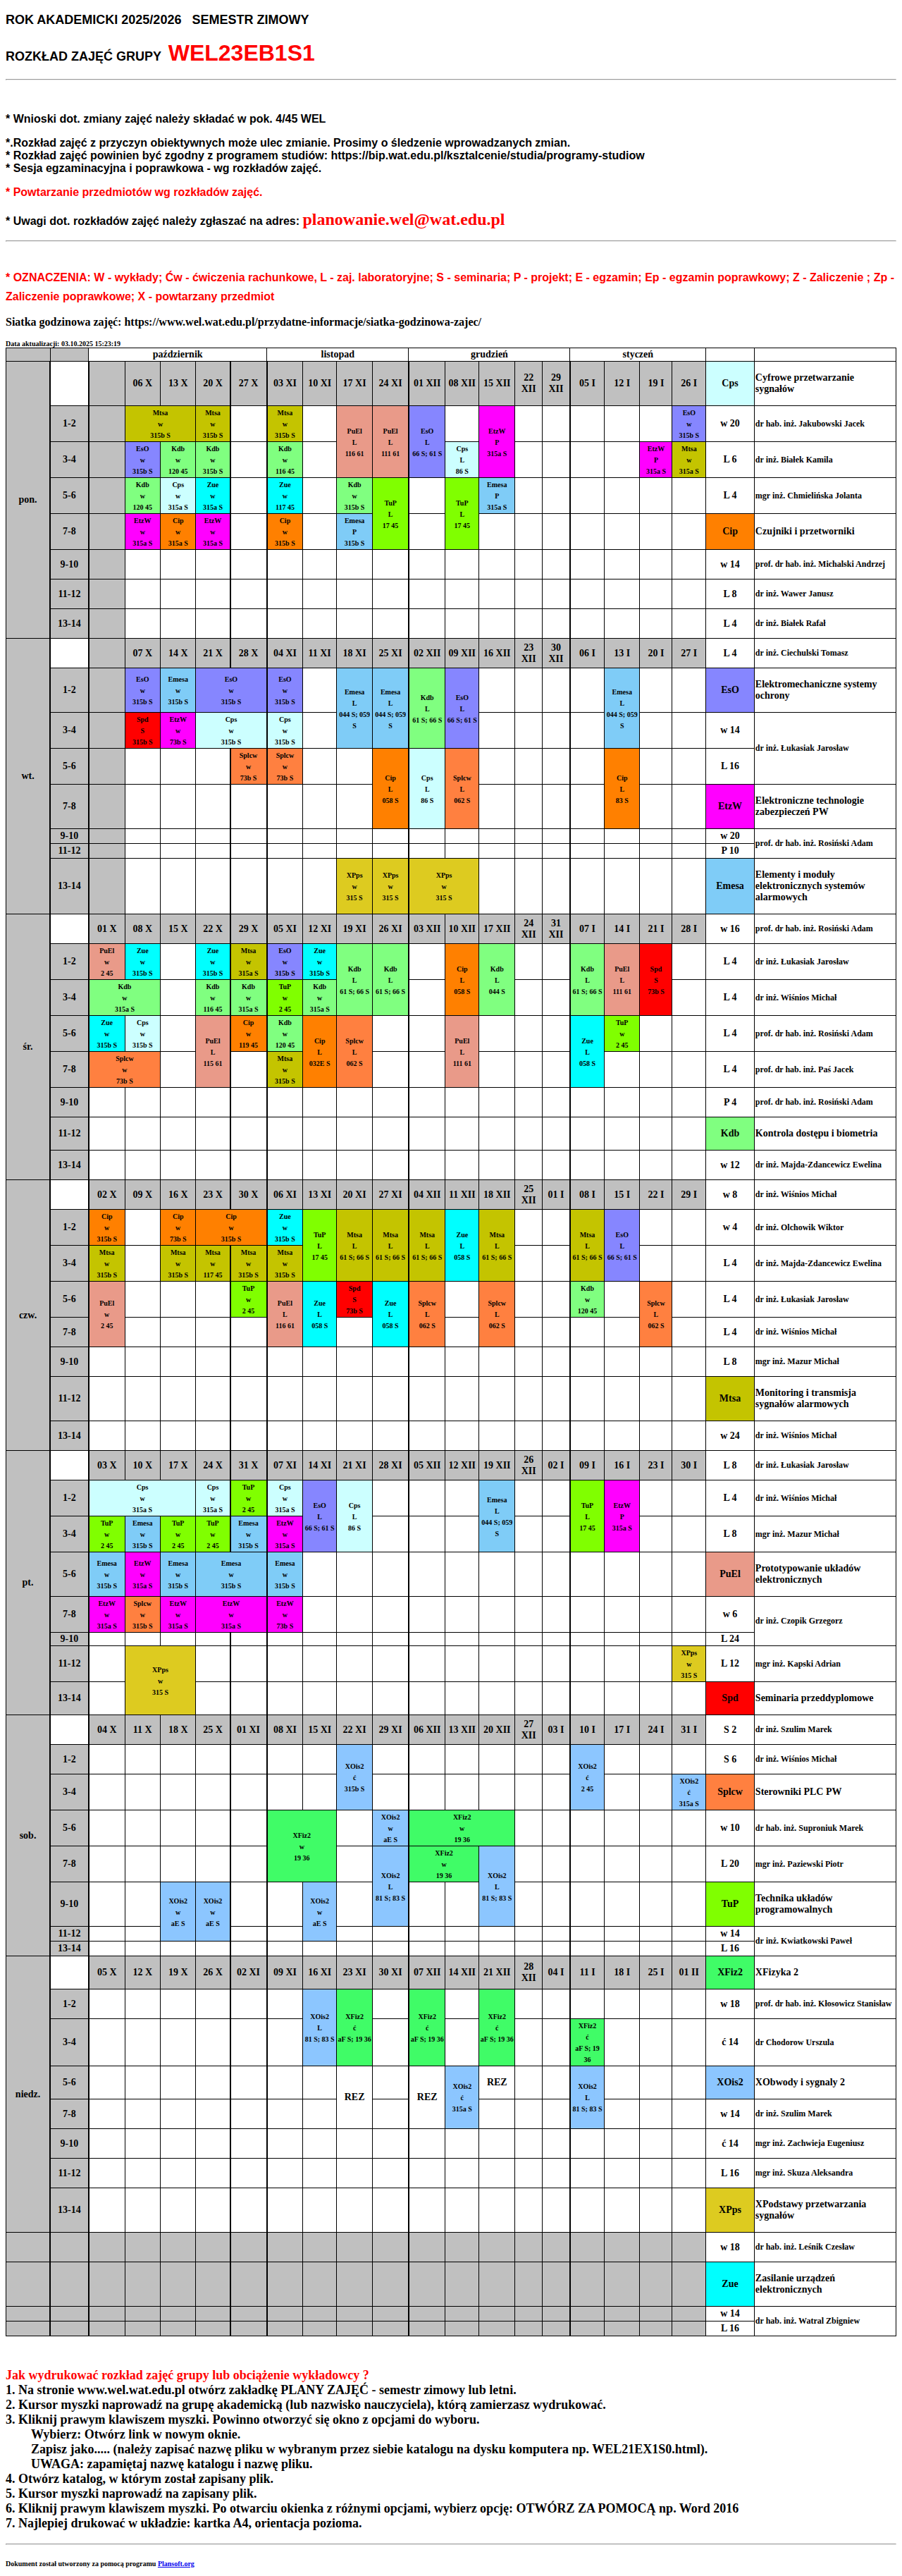 ROK AKADEMICKI 2025/2026 SEMESTR ZIMOWY
ROZKŁAD ZAJĘĆ GRUPY WEL23EB1S1
* Wnioski dot. zmiany zajęć należy składać w pok. 4/45 WEL
*.Rozkład zajęć z przyczyn obiektywnych może ulec zmianie. Prosimy o śledzenie wprowadzanych zmian.
* Rozkład zajęć powinien być zgodny z programem studiów: https://bip.wat.edu.pl/ksztalcenie/studia/programy-studiow
* Sesja egzaminacyjna i poprawkowa - wg rozkładów zajęć.
* Powtarzanie przedmiotów wg rozkładów zajęć.
* Uwagi dot. rozkładów zajęć należy zgłaszać na adres: planowanie.wel@wat.edu.pl
* OZNACZENIA: W - wykłady; Ćw - ćwiczenia rachunkowe, L - zaj. laboratoryjne; S - seminaria; P - projekt; E - egzamin; Ep - egzamin poprawkowy; Z - Zaliczenie ; Zp -
Zaliczenie poprawkowe; X - powtarzany przedmiot
Siatka godzinowa zajęć: https://www.wel.wat.edu.pl/przydatne-informacje/siatka-godzinowa-zajec/
Data aktualizacji: 03.10.2025 15:23:19
październik listopad grudzień styczeń
pon. 06 X 13 X 20 X 27 X 03 XI 10 XI 17 XI 24 XI 01 XII 08 XII 15 XII 22 XII 29 XII 05 I 12 I 19 I 26 I Cps Cyfrowe przetwarzanie sygnałów
1-2 Mtsa w 315b S Mtsa w 315b S Mtsa w 315b S PuEl L 116 61 PuEl L 111 61 EsO L 66 S; 61 S EtzW P 315a S EsO w 315b S w 20 dr hab. inż. Jakubowski Jacek
3-4 EsO w 315b S Kdb w 120 45 Kdb w 315b S Kdb w 116 45 Cps L 86 S EtzW P 315a S Mtsa w 315a S L 6 dr inż. Białek Kamila
5-6 Kdb w 120 45 Cps w 315a S Zue w 315a S Zue w 117 45 Kdb w 315b S TuP L 17 45 TuP L 17 45 Emesa P 315a S L 4 mgr inż. Chmielińska Jolanta
7-8 EtzW w 315a S Cip w 315a S EtzW w 315a S Cip w 315b S Emesa P 315b S Cip Czujniki i przetworniki
9-10 w 14 prof. dr hab. inż. Michalski Andrzej
11-12 L 8 dr inż. Wawer Janusz
13-14 L 4 dr inż. Białek Rafał
wt. 07 X 14 X 21 X 28 X 04 XI 11 XI 18 XI 25 XI 02 XII 09 XII 16 XII 23 XII 30 XII 06 I 13 I 20 I 27 I L 4 dr inż. Ciechulski Tomasz
1-2 EsO w 315b S Emesa w 315b S EsO w 315b S EsO w 315b S Emesa L 044 S; 059 S Emesa L 044 S; 059 S Kdb L 61 S; 66 S EsO L 66 S; 61 S Emesa L 044 S; 059 S EsO Elektromechaniczne systemy ochrony
3-4 Spd S 315b S EtzW w 73b S Cps w 315b S Cps w 315b S w 14 dr inż. Łukasiak Jarosław
5-6 Splcw w 73b S Splcw w 73b S Cip L 058 S Cps L 86 S Splcw L 062 S Cip L 83 S L 16
7-8 EtzW Elektroniczne technologie zabezpieczeń PW
9-10 w 20 prof. dr hab. inż. Rosiński Adam
11-12 P 10
13-14 XPps w 315 S XPps w 315 S XPps w 315 S Emesa Elementy i moduły elektronicznych systemów alarmowych
śr. 01 X 08 X 15 X 22 X 29 X 05 XI 12 XI 19 XI 26 XI 03 XII 10 XII 17 XII 24 XII 31 XII 07 I 14 I 21 I 28 I w 16 prof. dr hab. inż. Rosiński Adam
1-2 PuEl w 2 45 Zue w 315b S Zue w 315b S Mtsa w 315a S EsO w 315b S Zue w 315b S Kdb L 61 S; 66 S Kdb L 61 S; 66 S Cip L 058 S Kdb L 044 S Kdb L 61 S; 66 S PuEl L 111 61 Spd S 73b S L 4 dr inż. Łukasiak Jarosław
3-4 Kdb w 315a S Kdb w 116 45 Kdb w 315a S TuP w 2 45 Kdb w 315a S L 4 dr inż. Wiśnios Michał
5-6 Zue w 315b S Cps w 315b S PuEl L 115 61 Cip w 119 45 Kdb w 120 45 Cip L 032E S Splcw L 062 S PuEl L 111 61 Zue L 058 S TuP w 2 45 L 4 prof. dr hab. inż. Rosiński Adam
7-8 Splcw w 73b S Mtsa w 315b S L 4 prof. dr hab. inż. Paś Jacek
9-10 P 4 prof. dr hab. inż. Rosiński Adam
11-12 Kdb Kontrola dostępu i biometria
13-14 w 12 dr inż. Majda-Zdancewicz Ewelina
czw. 02 X 09 X 16 X 23 X 30 X 06 XI 13 XI 20 XI 27 XI 04 XII 11 XII 18 XII 25 XII 01 I 08 I 15 I 22 I 29 I w 8 dr inż. Wiśnios Michał
1-2 Cip w 315b S Cip w 73b S Cip w 315b S Zue w 315b S TuP L 17 45 Mtsa L 61 S; 66 S Mtsa L 61 S; 66 S Mtsa L 61 S; 66 S Zue L 058 S Mtsa L 61 S; 66 S Mtsa L 61 S; 66 S EsO L 66 S; 61 S w 4 dr inż. Olchowik Wiktor
3-4 Mtsa w 315b S Mtsa w 315b S Mtsa w 117 45 Mtsa w 315b S Mtsa w 315b S L 4 dr inż. Majda-Zdancewicz Ewelina
5-6 PuEl w 2 45 TuP w 2 45 PuEl L 116 61 Zue L 058 S Spd S 73b S Zue L 058 S Splcw L 062 S Splcw L 062 S Kdb w 120 45 Splcw L 062 S L 4 dr inż. Łukasiak Jarosław
7-8 L 4 dr inż. Wiśnios Michał
9-10 L 8 mgr inż. Mazur Michał
11-12 Mtsa Monitoring i transmisja sygnałów alarmowych
13-14 w 24 dr inż. Wiśnios Michał
pt. 03 X 10 X 17 X 24 X 31 X 07 XI 14 XI 21 XI 28 XI 05 XII 12 XII 19 XII 26 XII 02 I 09 I 16 I 23 I 30 I L 8 dr inż. Łukasiak Jarosław
1-2 Cps w 315a S Cps w 315a S TuP w 2 45 Cps w 315a S EsO L 66 S; 61 S Cps L 86 S Emesa L 044 S; 059 S TuP L 17 45 EtzW P 315a S L 4 dr inż. Wiśnios Michał
3-4 TuP w 2 45 Emesa w 315b S TuP w 2 45 TuP w 2 45 Emesa w 315b S EtzW w 315a S L 8 mgr inż. Mazur Michał
5-6 Emesa w 315b S EtzW w 315a S Emesa w 315b S Emesa w 315b S Emesa w 315b S PuEl Prototypowanie układów elektronicznych
7-8 EtzW w 315a S Splcw w 315b S EtzW w 315a S EtzW w 315a S EtzW w 73b S w 6 dr inż. Czopik Grzegorz
9-10 L 24
11-12 XPps w 315 S XPps w 315 S L 12 mgr inż. Kapski Adrian
13-14 Spd Seminaria przeddyplomowe
sob. 04 X 11 X 18 X 25 X 01 XI 08 XI 15 XI 22 XI 29 XI 06 XII 13 XII 20 XII 27 XII 03 I 10 I 17 I 24 I 31 I S 2 dr inż. Szulim Marek
1-2 XOis2 ć 315b S XOis2 ć 2 45 S 6 dr inż. Wiśnios Michał
3-4 XOis2 ć 315a S Splcw Sterowniki PLC PW
5-6 XFiz2 w 19 36 XOis2 w aE S XFiz2 w 19 36 w 10 dr hab. inż. Suproniuk Marek
7-8 XOis2 L 81 S; 83 S XFiz2 w 19 36 XOis2 L 81 S; 83 S L 20 mgr inż. Paziewski Piotr
9-10 XOis2 w aE S XOis2 w aE S XOis2 w aE S TuP Technika układów programowalnych
11-12 w 14 dr inż. Kwiatkowski Paweł
13-14 L 16
niedz. 05 X 12 X 19 X 26 X 02 XI 09 XI 16 XI 23 XI 30 XI 07 XII 14 XII 21 XII 28 XII 04 I 11 I 18 I 25 I 01 II XFiz2 XFizyka 2
1-2 XOis2 L 81 S; 83 S XFiz2 ć aF S; 19 36 XFiz2 ć aF S; 19 36 XFiz2 ć aF S; 19 36 w 18 prof. dr hab. inż. Kłosowicz Stanisław
3-4 XFiz2 ć aF S; 19 36 ć 14 dr Chodorow Urszula
5-6 REZ REZ XOis2 ć 315a S REZ XOis2 L 81 S; 83 S XOis2 XObwody i sygnały 2
7-8 w 14 dr inż. Szulim Marek
9-10 ć 14 mgr inż. Zachwieja Eugeniusz
11-12 L 16 mgr inż. Skuza Aleksandra
13-14 XPps XPodstawy przetwarzania sygnałów
w 18 dr hab. inż. Leśnik Czesław
Zue Zasilanie urządzeń elektronicznych
w 14 dr hab. inż. Watral Zbigniew
L 16
Jak wydrukować rozkład zajęć grupy lub obciążenie wykładowcy ?
1. Na stronie www.wel.wat.edu.pl otwórz zakładkę PLANY ZAJĘĆ - semestr zimowy lub letni.
2. Kursor myszki naprowadź na grupę akademicką (lub nazwisko nauczyciela), którą zamierzasz wydrukować.
3. Kliknij prawym klawiszem myszki. Powinno otworzyć się okno z opcjami do wyboru.
Wybierz: Otwórz link w nowym oknie.
Zapisz jako..... (należy zapisać nazwę pliku w wybranym przez siebie katalogu na dysku komputera np. WEL21EX1S0.html).
UWAGA: zapamiętaj nazwę katalogu i nazwę pliku.
4. Otwórz katalog, w którym został zapisany plik.
5. Kursor myszki naprowadź na zapisany plik.
6. Kliknij prawym klawiszem myszki. Po otwarciu okienka z różnymi opcjami, wybierz opcję: OTWÓRZ ZA POMOCĄ np. Word 2016
7. Najlepiej drukować w układzie: kartka A4, orientacja pozioma.
Dokument został utworzony za pomocą programu Plansoft.org